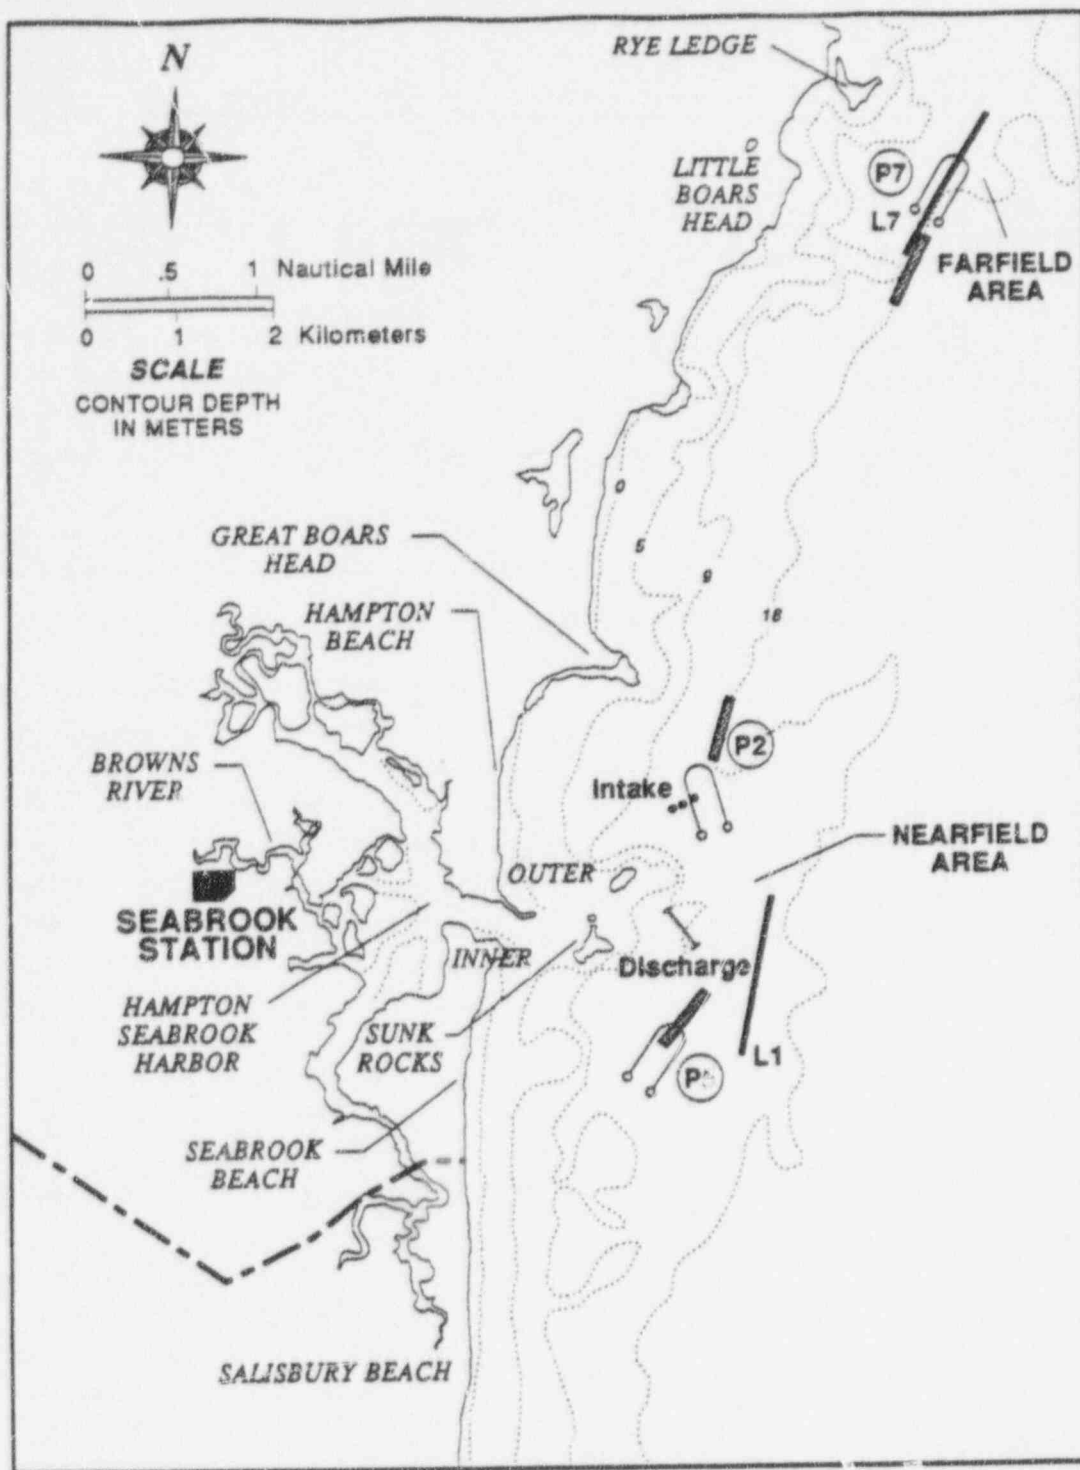 RYE LEDGE
N
LITTLE
BOARS
HEAD
P7
L7
FARFIELD
AREA
0 .5 1 Nautical Mile
0 1 2 Kilometers
SCALE
CONTOUR DEPTH
IN METERS
0
5
9
18
GREAT BOARS
HEAD
HAMPTON
BEACH
P2
BROWNS
RIVER
Intake
NEARFIELD
AREA
OUTER
SEABROOK
STATION
INNER
Discharge
HAMPTON
SEABROOK
HARBOR
SUNK
ROCKS
L1
SEABROOK
BEACH
SALISBURY BEACH